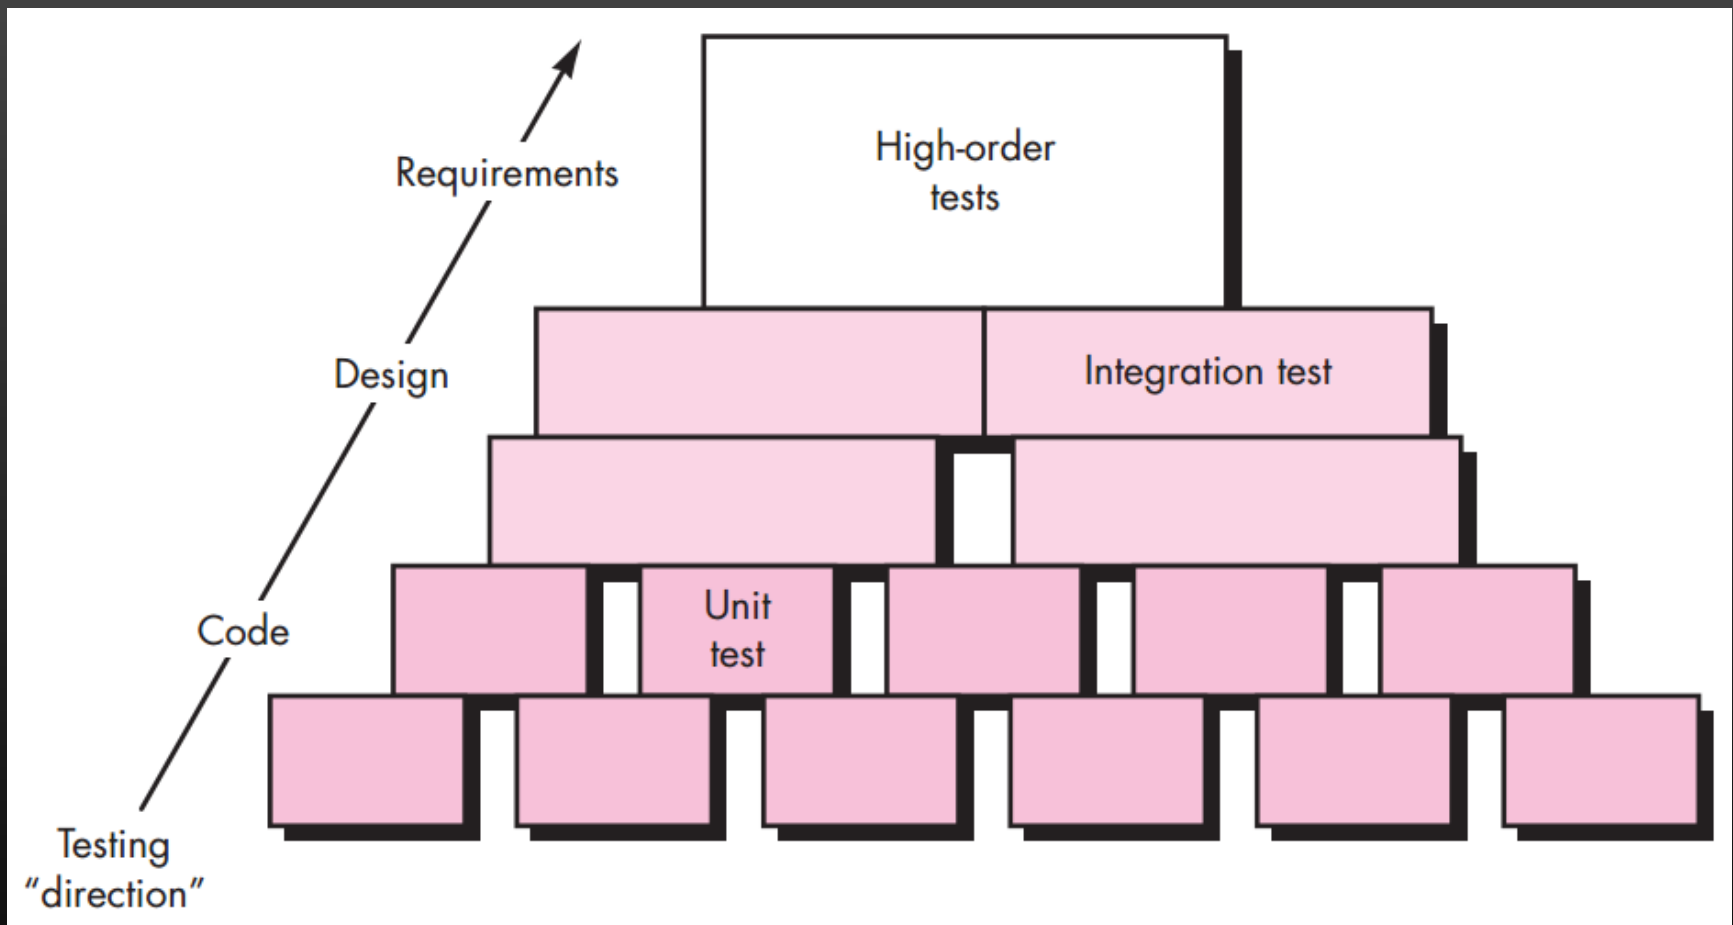 High-order
tests
Requirements
Integration test
Design
Unit
test
Code
Testing
“direction”